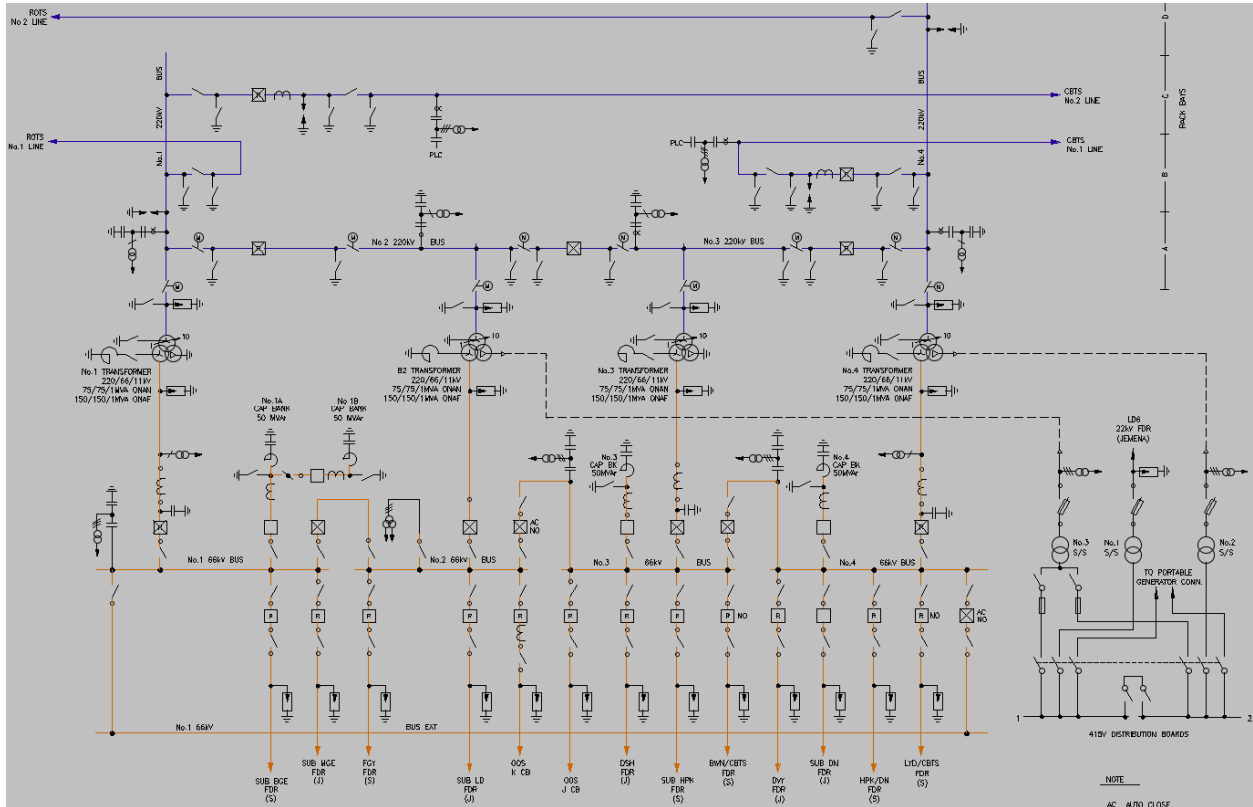 ROTS
No 2 LINE
D
BUS
BUS
CBTS
No.2 LINE
C
RACK BAYS
220kV
220kV
ROTS
No.1 LINE
PLC
PLC
CBTS
No.1 LINE
No.1
No.4
B
No 2 220kV BUS
No.3 220kV BUS
A
M
M
N
N
N
N
M
M
N
10
10
10
10
No.1 TRANSFORMER
220/66/11kV
75/75/1MVA ONAN
150/150/1MVA ONAF
B2 TRANSFORMER
220/66/11kV
75/75/1MVA ONAN
150/150/1MVA ONAF
No.3 TRANSFORMER
220/66/11kV
75/75/1MVA ONAN
150/150/1MVA ONAF
No.4 TRANSFORMER
220/66/11kV
75/75/1MVA ONAN
150/150/1MVA ONAF
No.1A
CAP BANK
50 MVAr
No 1B
CAP BANK
50 MVAr
No.3
CAP BK
50MVAr
No.4
CAP BK
50MVAr
LDG
22kV FDR
(JEMENA)
AC
NO
No.3
S/S
No.1
S/S
No.2
S/S
No.1 66kV BUS
No.2 66kV BUS
No.3 66kV BUS
No.4 66kV BUS
TO PORTABLE
GENERATOR CONN.
R
R
R
R
R
R
R
R NO
R
R
R NO
AC
NO
No.1 66kV BUS EXT
1
2
415V DISTRIBUTION BOARDS
SUB BGE
FDR
(S)
SUB WGE
FDR
(J)
FGY
FDR
(S)
SUB LD
FDR
(J)
OOS
K CB
OOS
J CB
DSH
FDR
(J)
SUB HPK
FDR
(S)
BWN/CBTS
FDR
(S)
DVY
FDR
(J)
SUB DN
FDR
(J)
HPK/DN
FDR
(S)
LYD/CBTS
FDR
(S)
NOTE
AC AUTO CLOSE